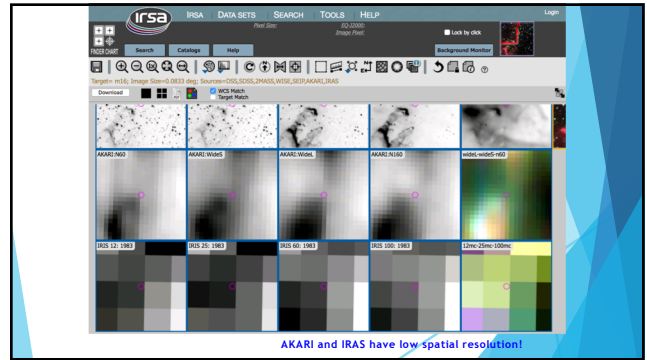 irsa IRSA DATA SETS SEARCH TOOLS HELP Login
Pixel Size: EQ-J2000:
Image Pixel:
Lock by click
FINDER CHART Search Catalogs Help Background Monitor
Target= m16; Image Size=0.0833 deg; Sources=DSS,SDSS,2MASS,WISE,SEIP,AKARI,IRAS
Download WCS Match
Target Match
AKARI:N60 AKARI:WideS AKARI:WideL AKARI:N160 wideL-wideS-n60
IRIS 12: 1983 IRIS 25: 1983 IRIS 60: 1983 IRIS 100: 1983 12mc-25mc-100mc
AKARI and IRAS have low spatial resolution!